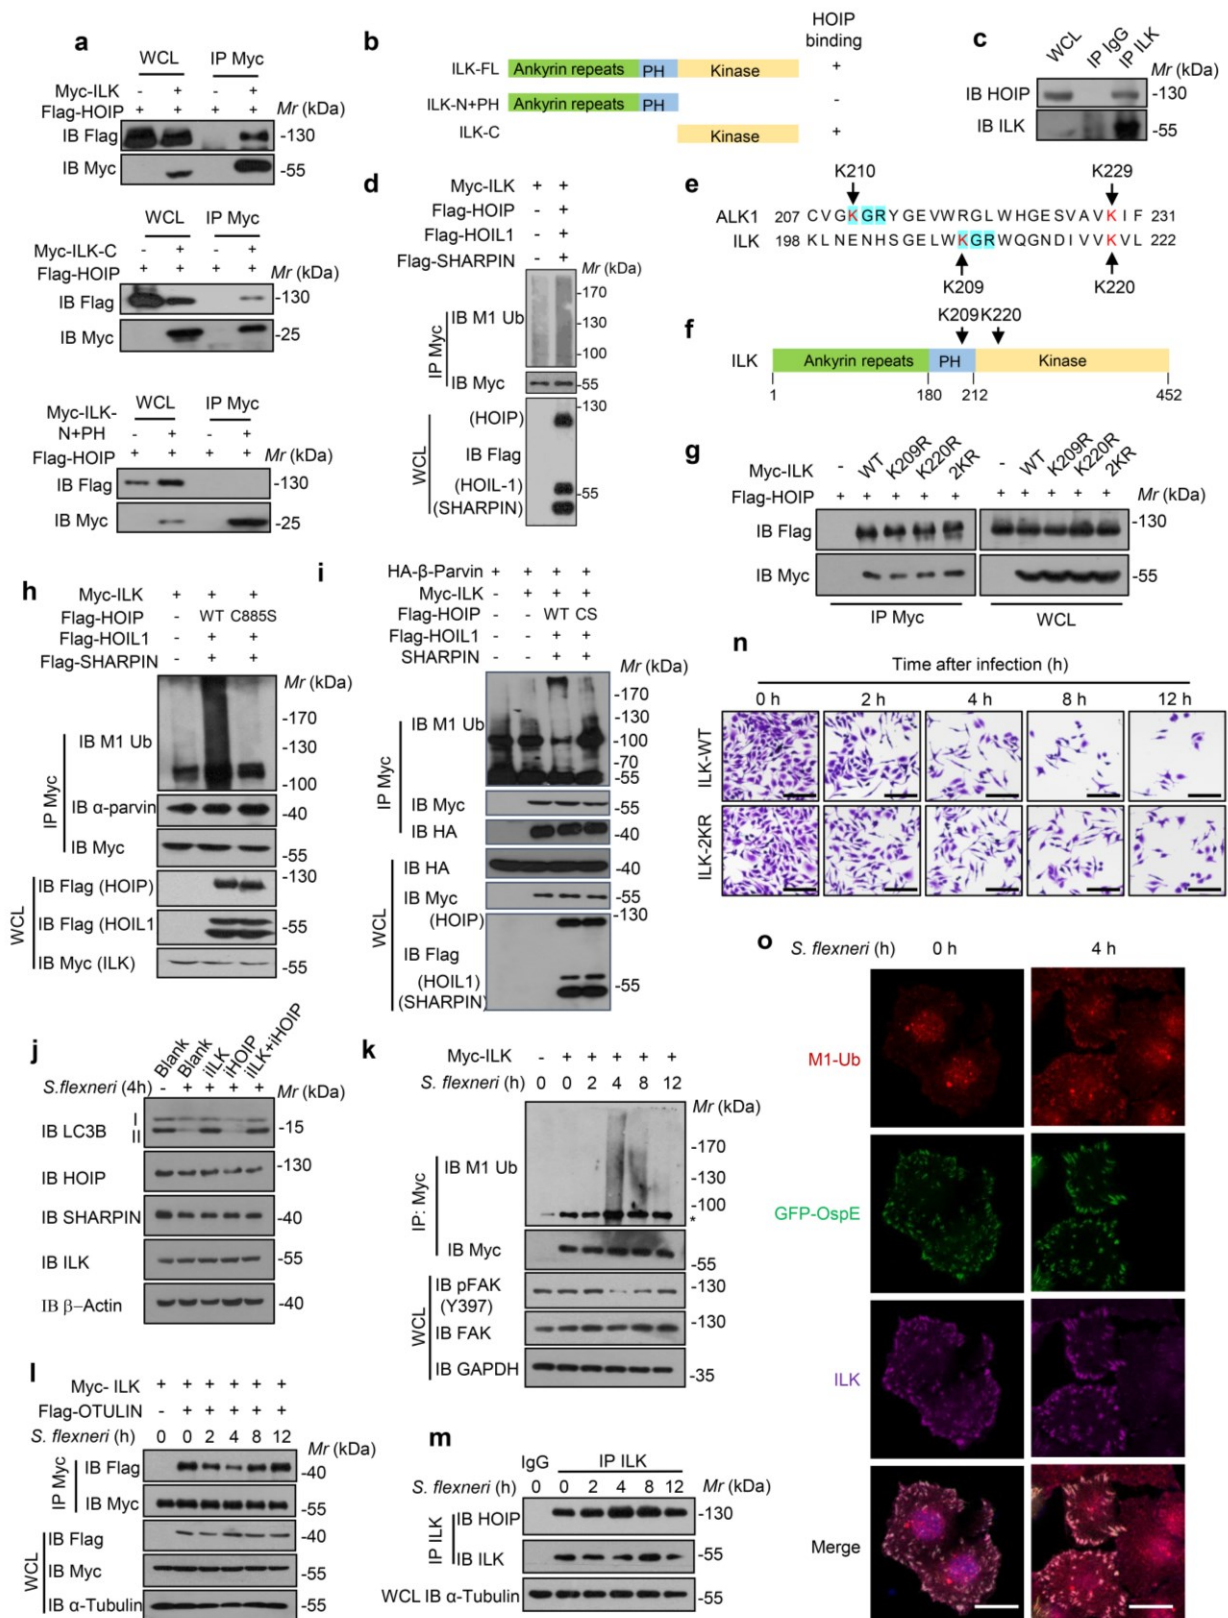 a
WCL IP Myc
Myc-ILK - + - +
Flag-HOIP + + + + Mr (kDa)
IB Flag -130
IB Myc -55
WCL IP Myc
Myc-ILK-C - + - +
Flag-HOIP + + + + Mr (kDa)
IB Flag -130
IB Myc -25
WCL IP Myc
Myc-ILK-
N+PH - + - +
Flag-HOIP + + + + Mr (kDa)
IB Flag -130
IB Myc -25
b
HOIP
binding
ILK-FL Ankyrin repeats PH Kinase +
ILK-N+PH Ankyrin repeats PH -
ILK-C Kinase +
c
WCL IP IgG IP ILK
Mr (kDa)
IB HOIP -130
IB ILK -55
d
Myc-ILK + +
Flag-HOIP - +
Flag-HOIL1 - +
Flag-SHARPIN - + Mr (kDa)
IP Myc
-170
IB M1 Ub -130
-100
IB Myc -55
WCL
-130
(HOIP)
IB Flag
(HOIL-1) -55
(SHARPIN)
e
K210 K229
ALK1 207 CVGKGRYGEVWRGLWHGESVAVKIF 231
ILK 198 KLNENHSGELWKGRWQGNDIVVKVL 222
K209 K220
f
K209 K220
ILK Ankyrin repeats PH Kinase
1 180 212 452
g
Myc-ILK - WT K209R K220R 2KR - WT K209R K220R 2KR
Flag-HOIP + + + + + + + + + + Mr (kDa)
IB Flag -130
IB Myc -55
IP Myc WCL
h
Myc-ILK + + +
Flag-HOIP - WT C885S
Flag-HOIL1 - + +
Flag-SHARPIN - + +
Mr (kDa)
IP Myc
-170
IB M1 Ub -130
-100
IB α-parvin -40
IB Myc -55
WCL
-130
IB Flag (HOIP)
IB Flag (HOIL1
IB Myc (ILK) -55
i
HA-β-Parvin + + + +
Myc-ILK - + + +
Flag-HOIP - - WT CS
Flag-HOIL1 - - + +
SHARPIN - - + + Mr (kDa)
IP Myc
-170
IB M1 Ub -130
-100
-70
-55
IB Myc -55
IB HA -40
WCL
IB HA -40
IB Myc -55
(HOIP) -130
IB Flag
(HOIL1) -55
(SHARPIN)
n
Time after infection (h)
0 h 2 h 4 h 8 h 12 h
ILK-WT
ILK-2KR
j
Blank Blank iILK iHOIP iILK+iHOIP
S.flexneri (4h) - + + + + Mr (kDa)
IB LC3B I II -15
IB HOIP -130
IB SHARPIN -40
IB ILK -55
IB β-Actin -40
k
Myc-ILK - + + + + +
S. flexneri (h) 0 0 2 4 8 12
Mr (kDa)
IP: Myc
IB M1 Ub -170
-130
-100
*
IB Myc -55
WCL
IB pFAK -130
(Y397)
IB FAK -130
IB GAPDH -35
l
Myc- ILK + + + + + +
Flag-OTULIN - + + + + +
S. flexneri (h) 0 0 2 4 8 12
Mr (kDa)
IP Myc
IB Flag -40
IB Myc -55
WCL
IB Flag -40
IB Myc -55
IB α-Tubulin -55
m
IgG IP ILK
S. flexneri (h) 0 0 2 4 8 12 Mr (kDa)
IP ILK
IB HOIP -130
IB ILK -55
WCL IB α-Tubulin -55
o
S. flexneri (h) 0 h 4 h
M1-Ub
GFP-OspE
ILK
Merge